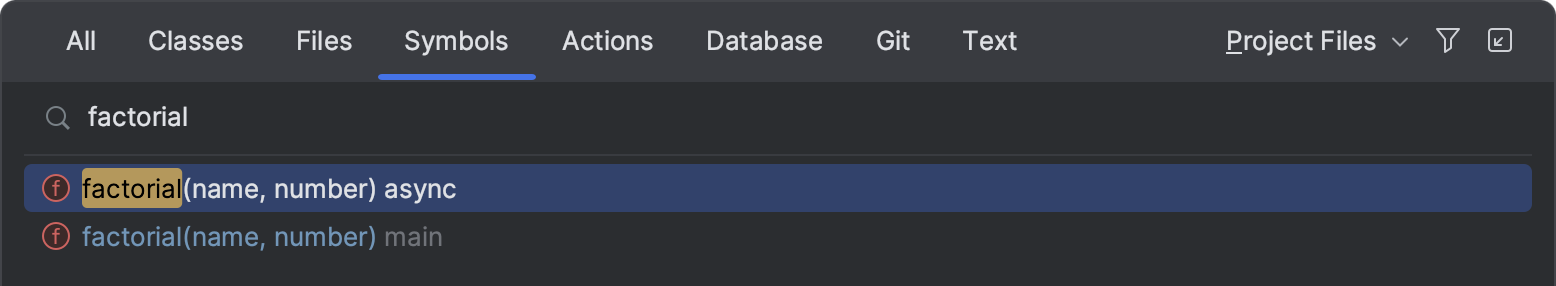 All Classes Files Symbols Actions Database Git Text Project Files
factorial
f factorial(name, number) async
f factorial(name, number) main